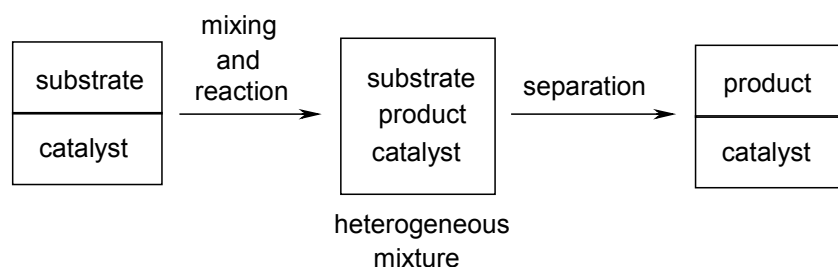 substrate
catalyst
mixing
and
reaction
substrate
product
catalyst
heterogeneous
mixture
separation
product
catalyst